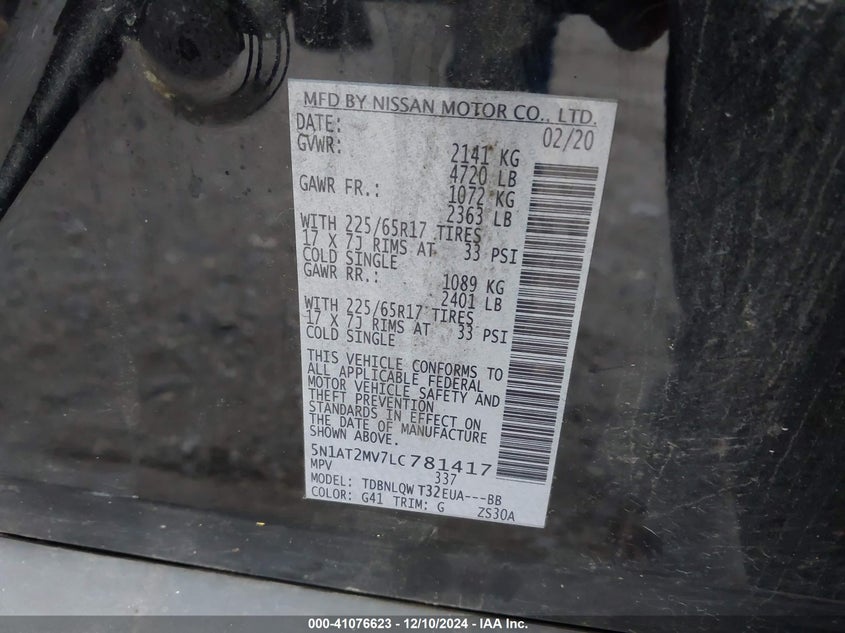 MFD BY NISSAN MOTOR CO., LTD.
DATE: 02/20
GVWR: 2141 KG
4720 LB
GAWR FR.: 1072 KG
2363 LB
WITH 225/65R17 TIRES
17 X 7J RIMS AT 33 PSI
COLD SINGLE
GAWR RR.: 1089 KG
2401 LB
WITH 225/65R17 TIRES
17 X 7J RIMS AT 33 PSI
COLD SINGLE
THIS VEHICLE CONFORMS TO
ALL APPLICABLE FEDERAL
MOTOR VEHICLE SAFETY AND
THEFT PREVENTION
STANDARDS IN EFFECT ON
THE DATE OF MANUFACTURE
SHOWN ABOVE.
5N1AT2MV7LC781417
MPV 337
MODEL: TDBNLQW T32EUA---BB
COLOR: G41 TRIM: G ZS30A
000-41076623 - 12/10/2024 - IAA Inc.